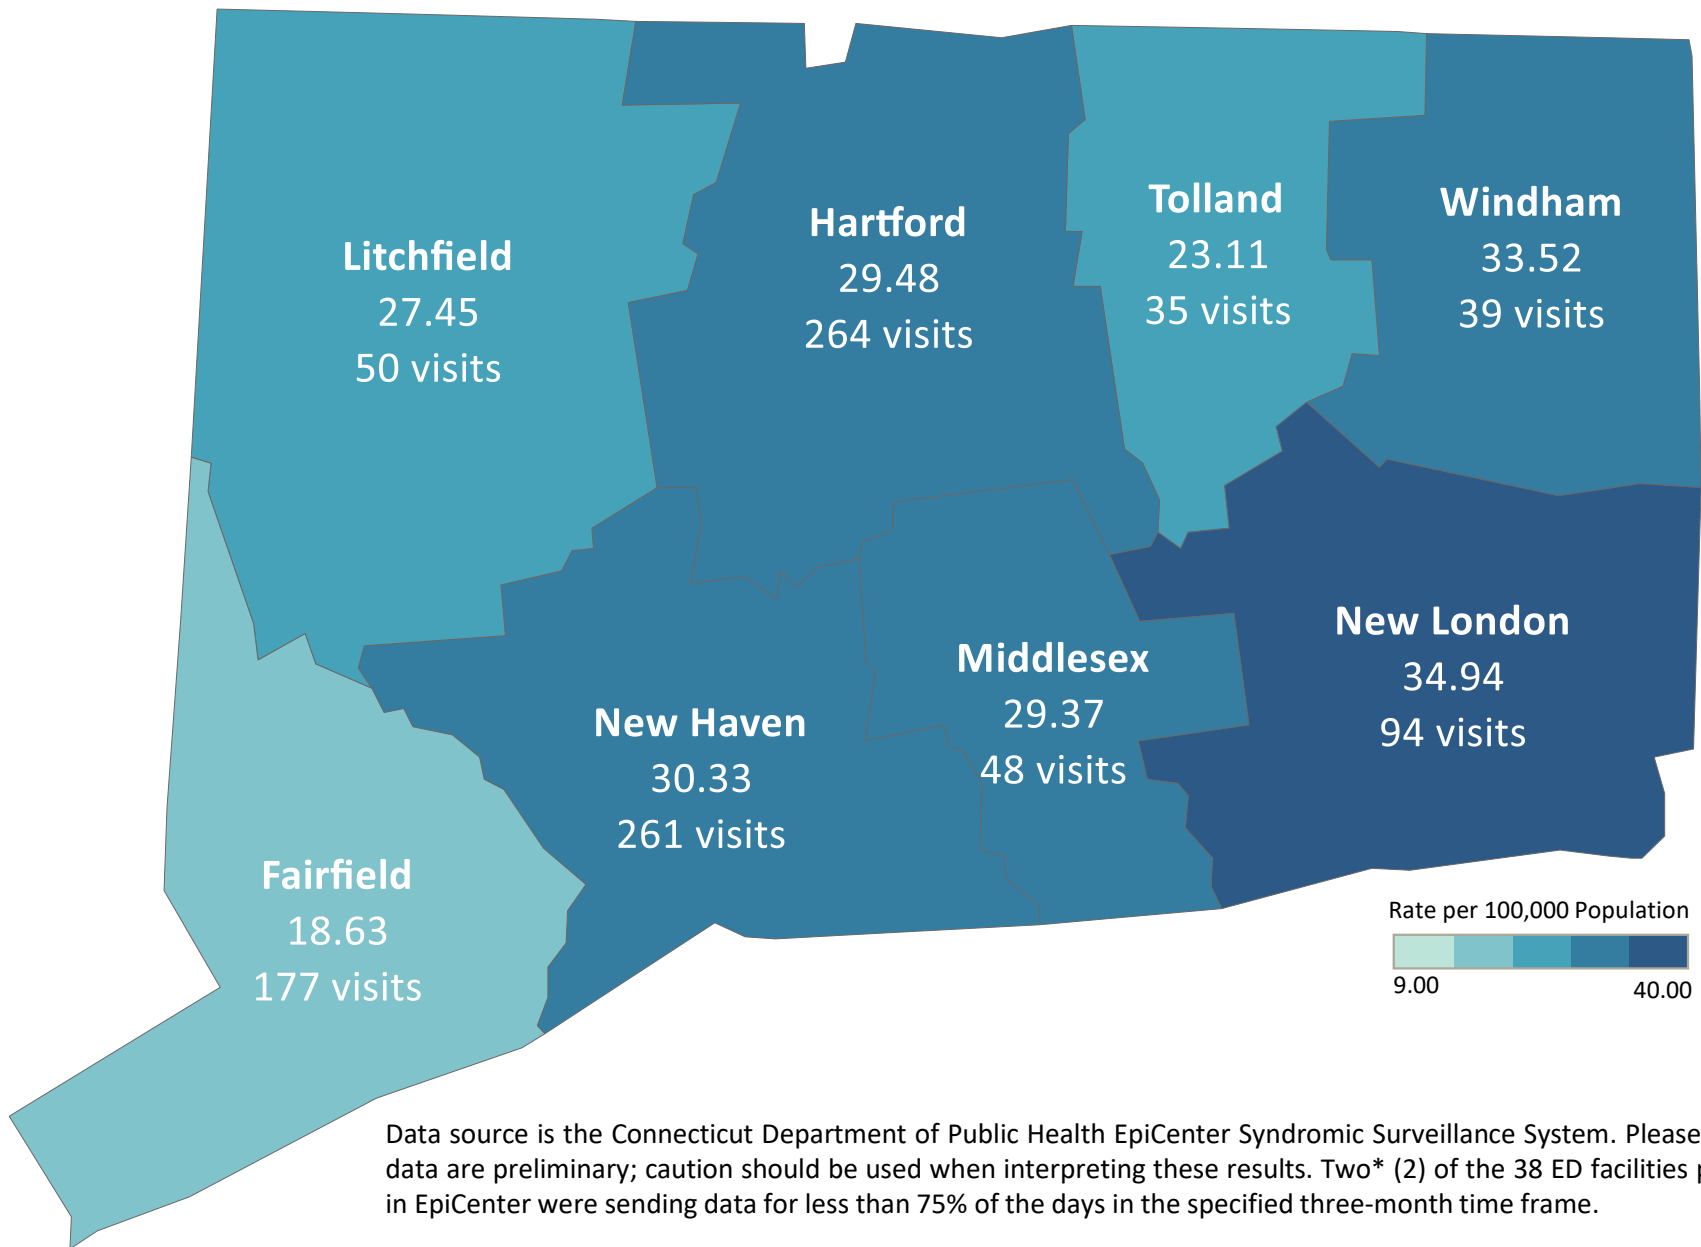 Litchfield
27.45
50 visits
Hartford
29.48
264 visits
Tolland
23.11
35 visits
Windham
33.52
39 visits
New Haven
30.33
261 visits
Middlesex
29.37
48 visits
New London
34.94
94 visits
Fairfield
18.63
177 visits
Rate per 100,000 Population
9.00
40.00
Data source is the Connecticut Department of Public Health EpiCenter Syndromic Surveillance System. Please
data are preliminary; caution should be used when interpreting these results. Two* (2) of the 38 ED facilities
in EpiCenter were sending data for less than 75% of the days in the specified three-month time frame.